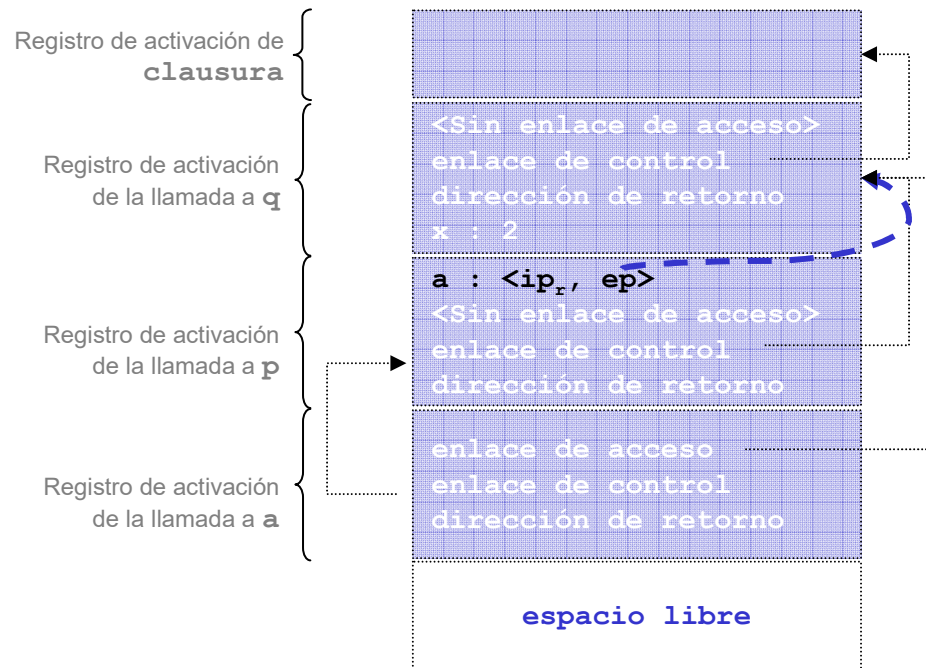 Registro de activación de
clausura
<Sin enlace de acceso>
enlace de control
Registro de activación
de la llamada a q
dirección de retorno
x : 2
a : <ipr, ep>
<Sin enlace de acceso>
Registro de activación
de la llamada a p
enlace de control
dirección de retorno
enlace de acceso
Registro de activación
de la llamada a a
enlace de control
dirección de retorno
espacio libre